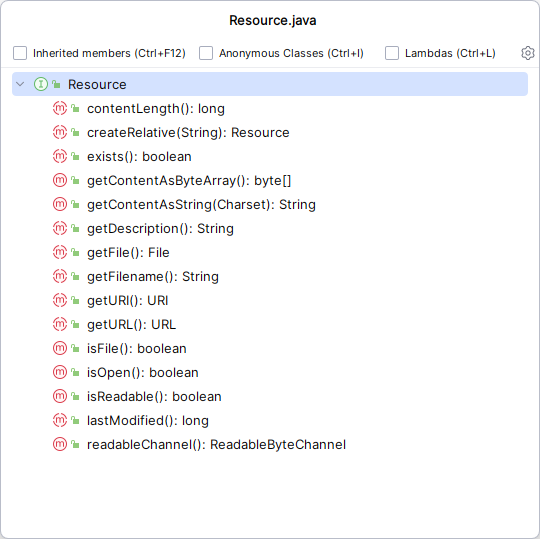 Resource.java
Inherited members (Ctrl+F12) Anonymous Classes (Ctrl+I) Lambdas (Ctrl+L)
Resource
contentLength(): long
createRelative(String): Resource
exists(): boolean
getContentAsByteArray(): byte[]
getContentAsString(Charset): String
getDescription(): String
getFile(): File
getFilename(): String
getURI(): URI
getURL(): URL
isFile(): boolean
isOpen(): boolean
isReadable(): boolean
lastModified(): long
readableChannel(): ReadableByteChannel